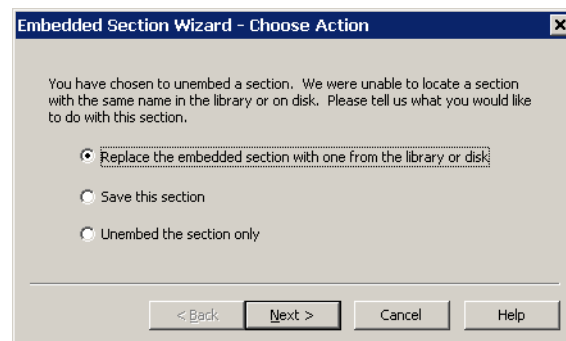 Embedded Section Wizard - Choose Action
You have chosen to unembed a section. We were unable to locate a section
with the same name in the library or on disk. Please tell us what you would like
to do with this section.
Replace the embedded section with one from the library or disk
Save this section
Unembed the section only
< Back Next > Cancel Help